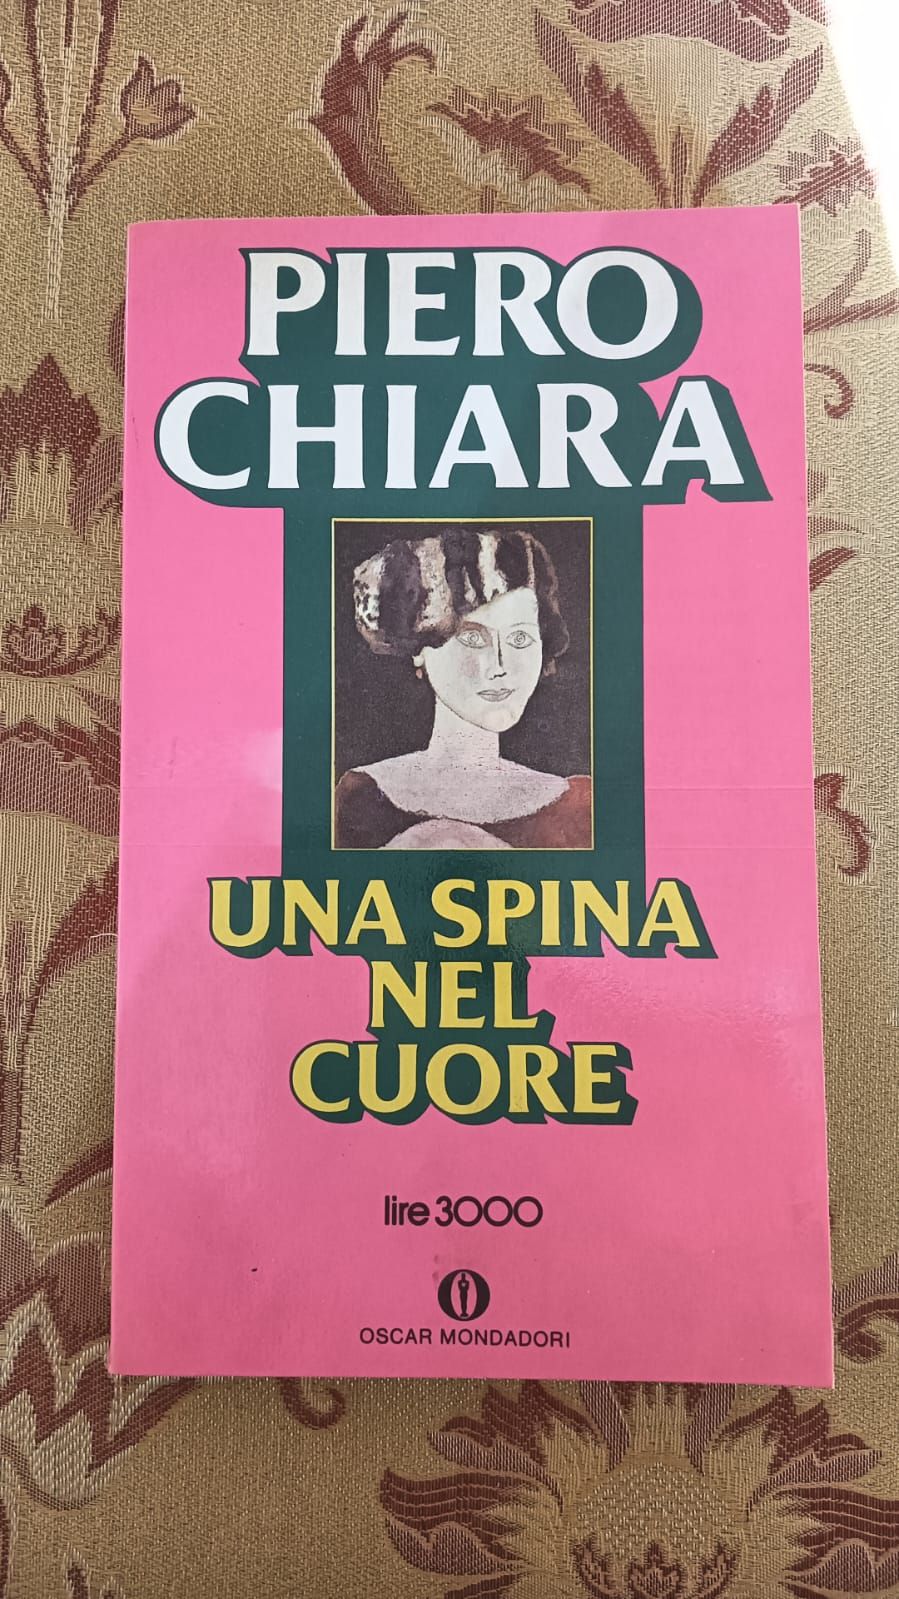 PIERO
CHIARA
UNA SPINA
NEL
CUORE
lire 3000
OSCAR MONDADORI